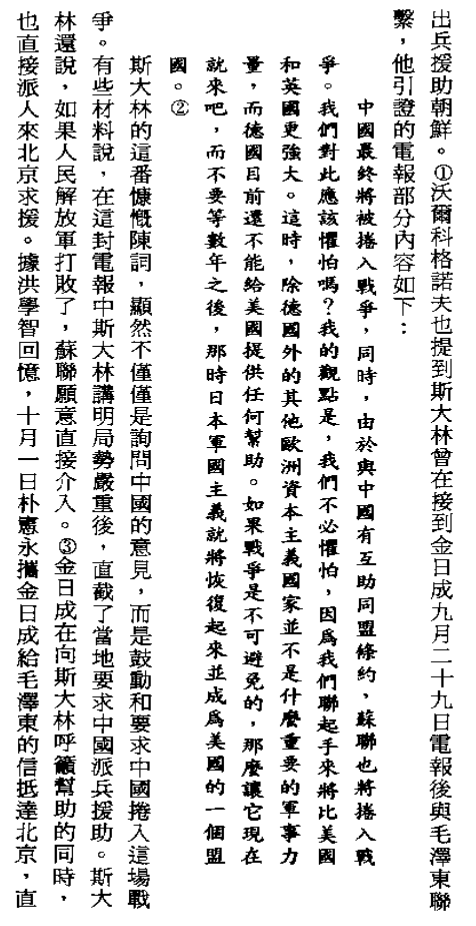 出兵援助朝鮮。①沃爾科格諾夫也提到斯大林曾在接到金日成九月二十九日電報後與毛澤東聯
繫，他引證的電報部分內容如下：
中國最終將被捲入戰爭，同時，由於與中國有互助同盟條約，蘇聯也將捲入戰
爭。我們對此應該懼怕嗎？我的觀點是，我們不必懼怕，因爲我們聯起手來將比美國
和英國更強大。這時，除德國外的其他歐洲資本主義國家並不是什麼重要的軍事力
量，而德國目前還不能給美國提供任何幫助。如果戰爭是不可避免的，那麼讓它現在
就來吧，而不要等數年之後，那時日本軍國主義就將恢復起來並成爲美國的一個盟
國。②
斯大林的這番慷慨陳詞，顯然不僅僅是詢問中國的意見，而是鼓動和要求中國捲入這場戰
爭。有些材料說，在這封電報中斯大林講明局勢嚴重後，直截了當地要求中國派兵援助。斯大
林還說，如果人民解放軍打敗了，蘇聯願意直接介入。③金日成在向斯大林呼籲幫助的同時，
也直接派人來北京求援。據洪學智回憶，十月一日朴憲永攜金日成給毛澤東的信抵達北京，直